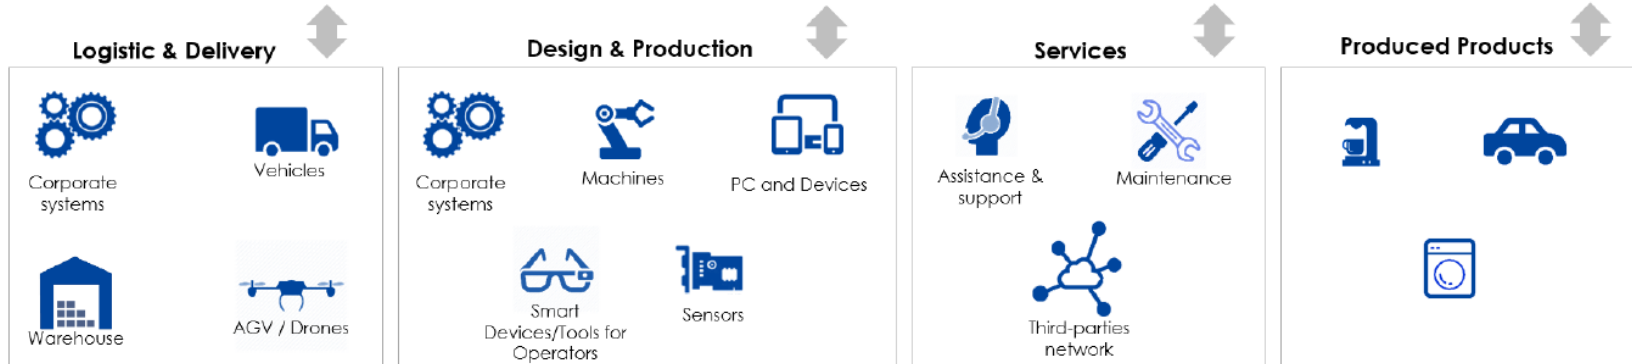 Logistic & Delivery
Corporate
systems
Vehicles
Warehouse
AGV / Drones
Design & Production
Corporate
systems
Machines
PC and Devices
Smart
Devices/Tools for
Operators
Sensors
Services
Assistance &
support
Maintenance
Third-parties
network
Produced Products